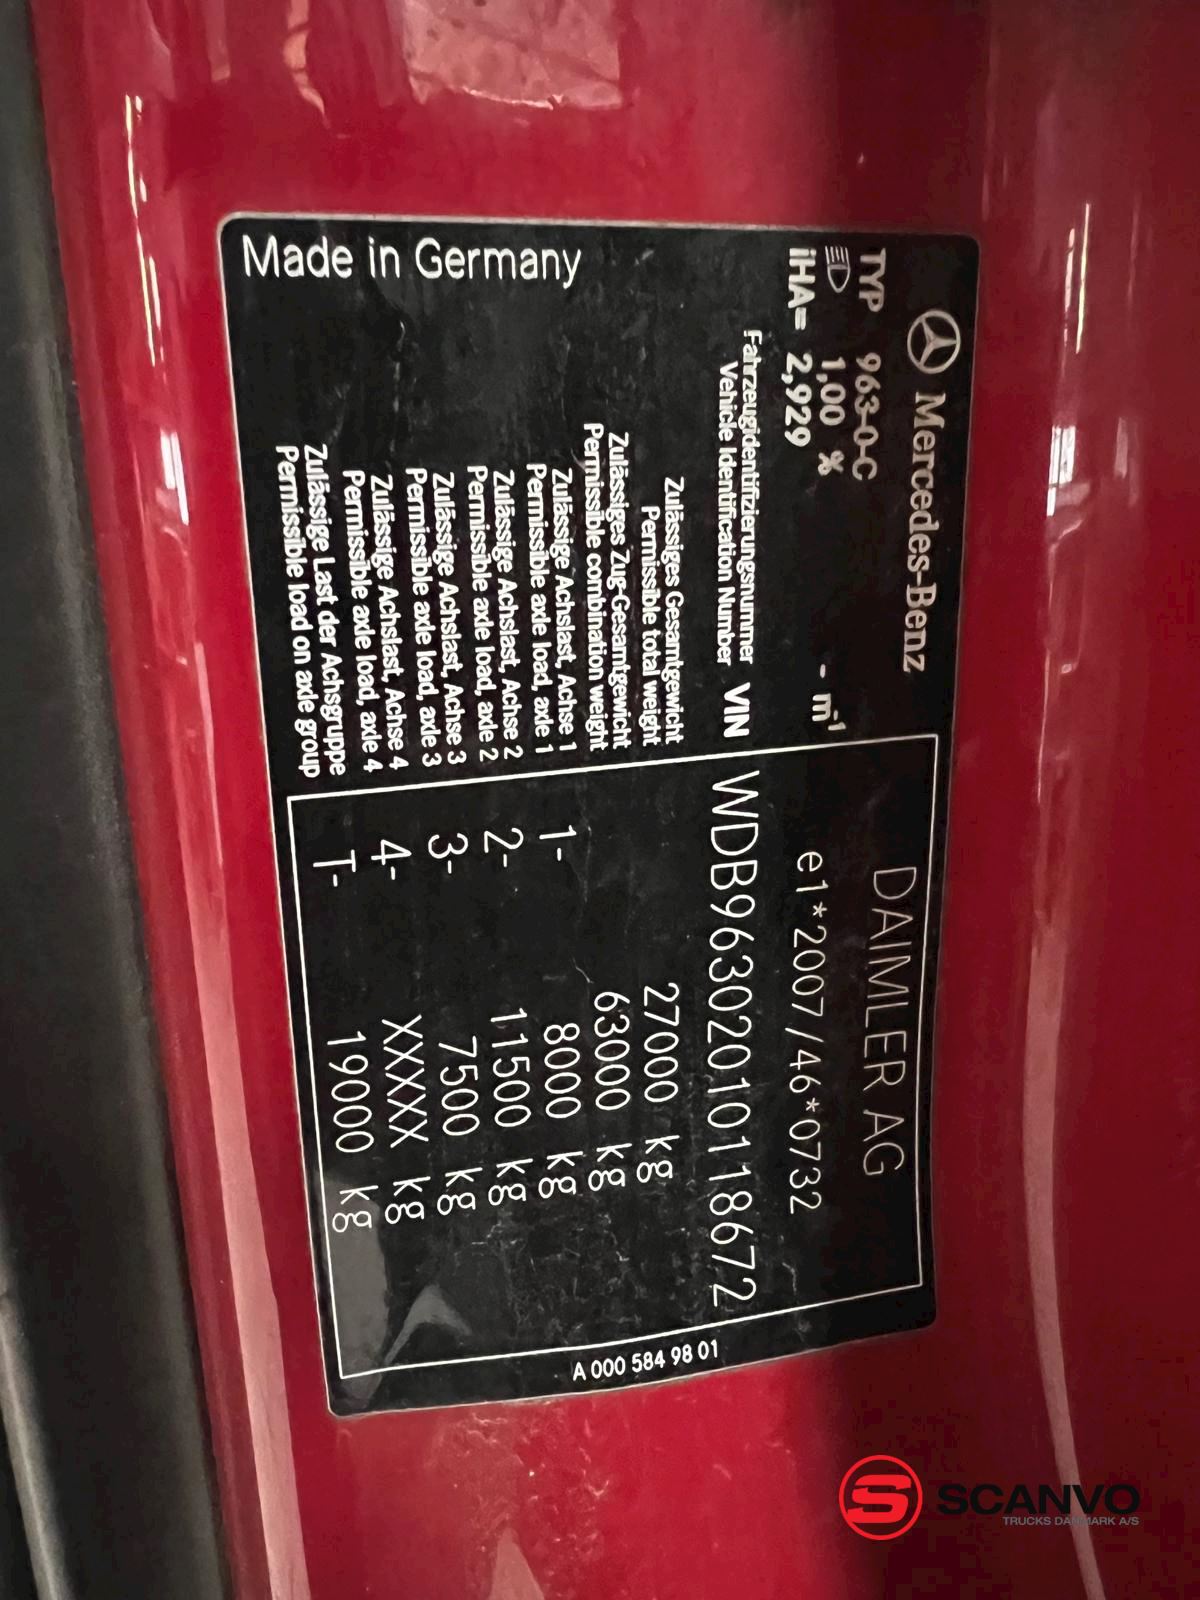 Mercedes-Benz
DAIMLER AG
TYP 963-0-C
1,00 % - m-1
e1*2007/46*0732
iHA= 2,929
Fahrzeugidentifizierungsnummer
Vehicle Identification Number VIN WDB96302010118672
Zulässiges Gesamtgewicht
Permissible total weight 27000 kg
Zulässiges Zug-Gesamtgewicht
Permissible combination weight 63000 kg
Zulässige Achslast, Achse 1
Permissible axle load, axle 1 1- 8000 kg
Zulässige Achslast, Achse 2
Permissible axle load, axle 2 2- 11500 kg
Zulässige Achslast, Achse 3
Permissible axle load, axle 3 3- 7500 kg
Zulässige Achslast, Achse 4
Permissible axle load, axle 4 4- XXXXX kg
Zulässige Last der Achsgruppe
Permissible load on axle group T- 19000 kg
Made in Germany
A 000 584 98 01
SCANVO
TRUCKS DANMARK A/S